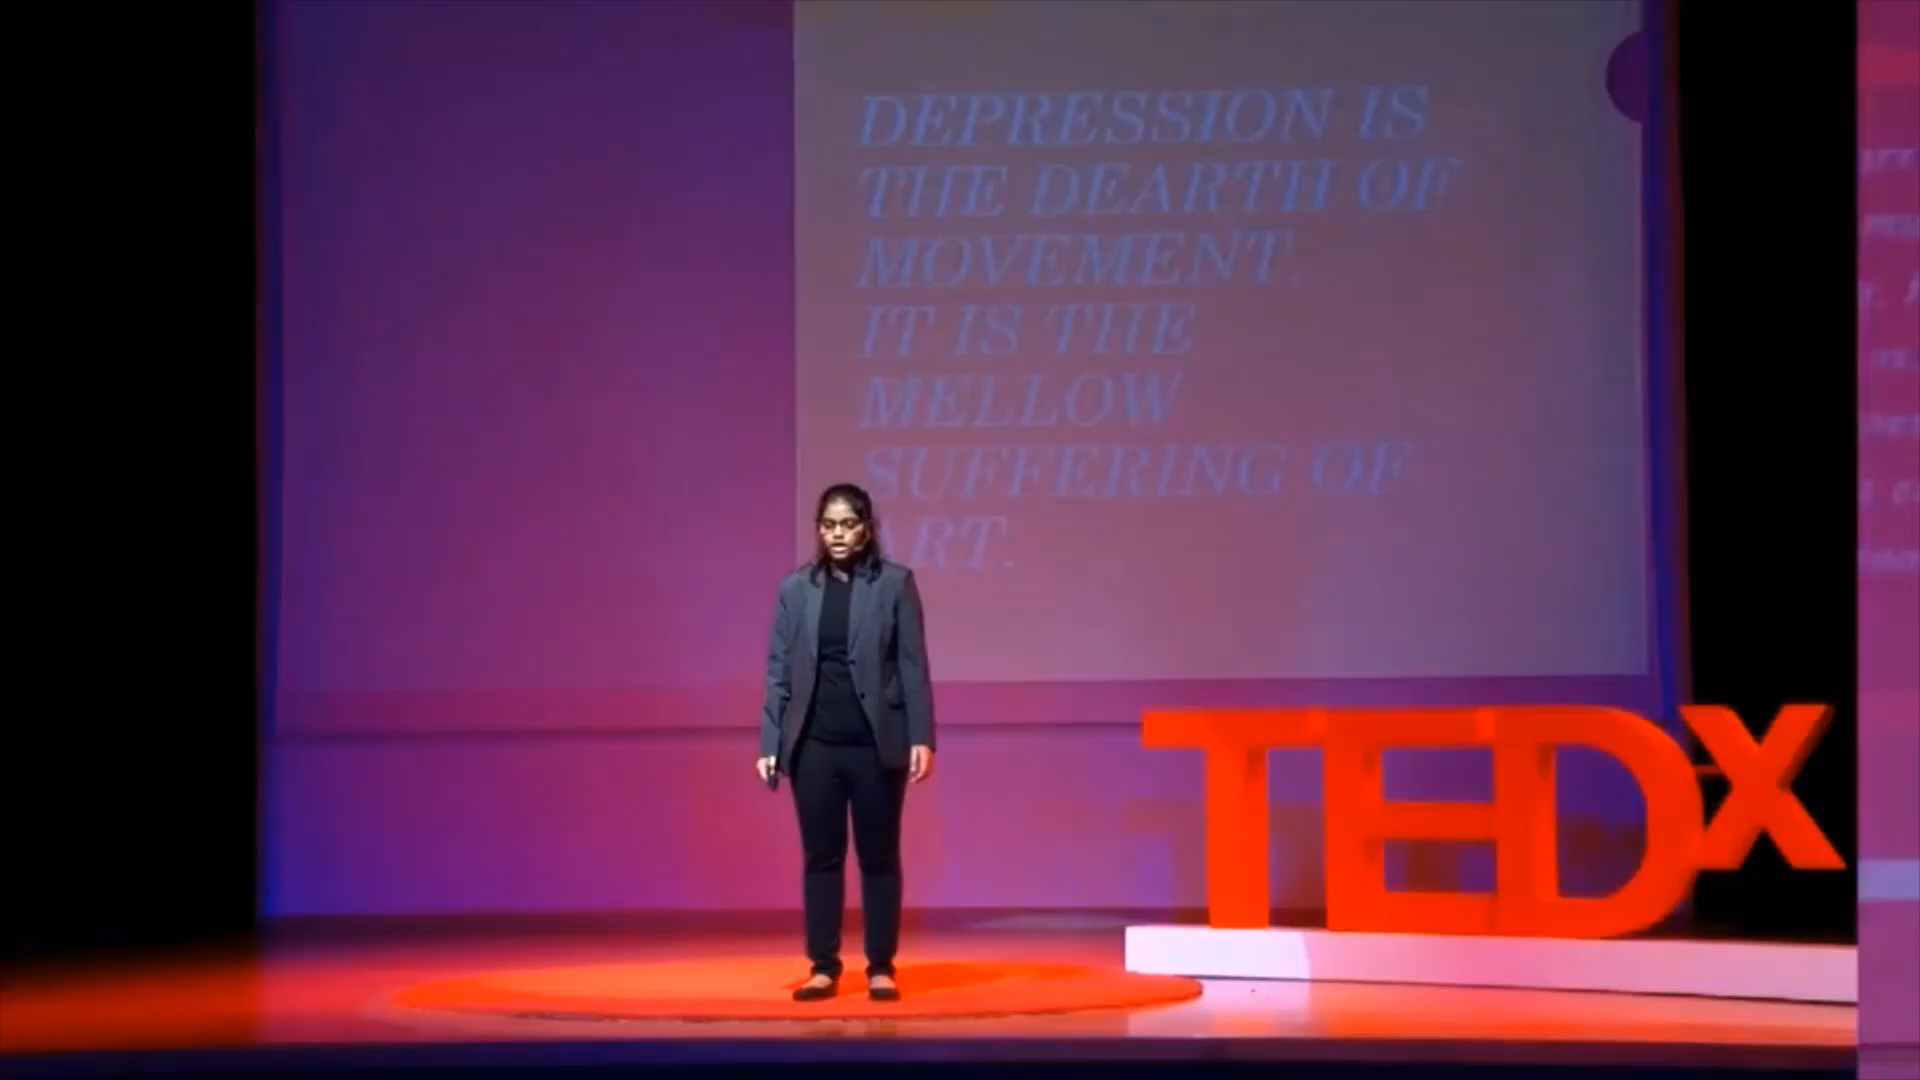 DEPRESSION IS
THE DEARTH OF
MOVEMENT.
IT IS THE
MELLOW
SUFFERING OF
ART.
TEDx